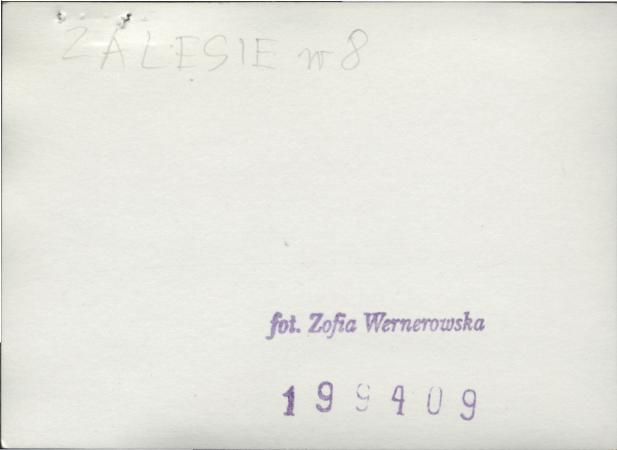 ZALESIE nr 8
fot. Zofia Wernerowska
199409